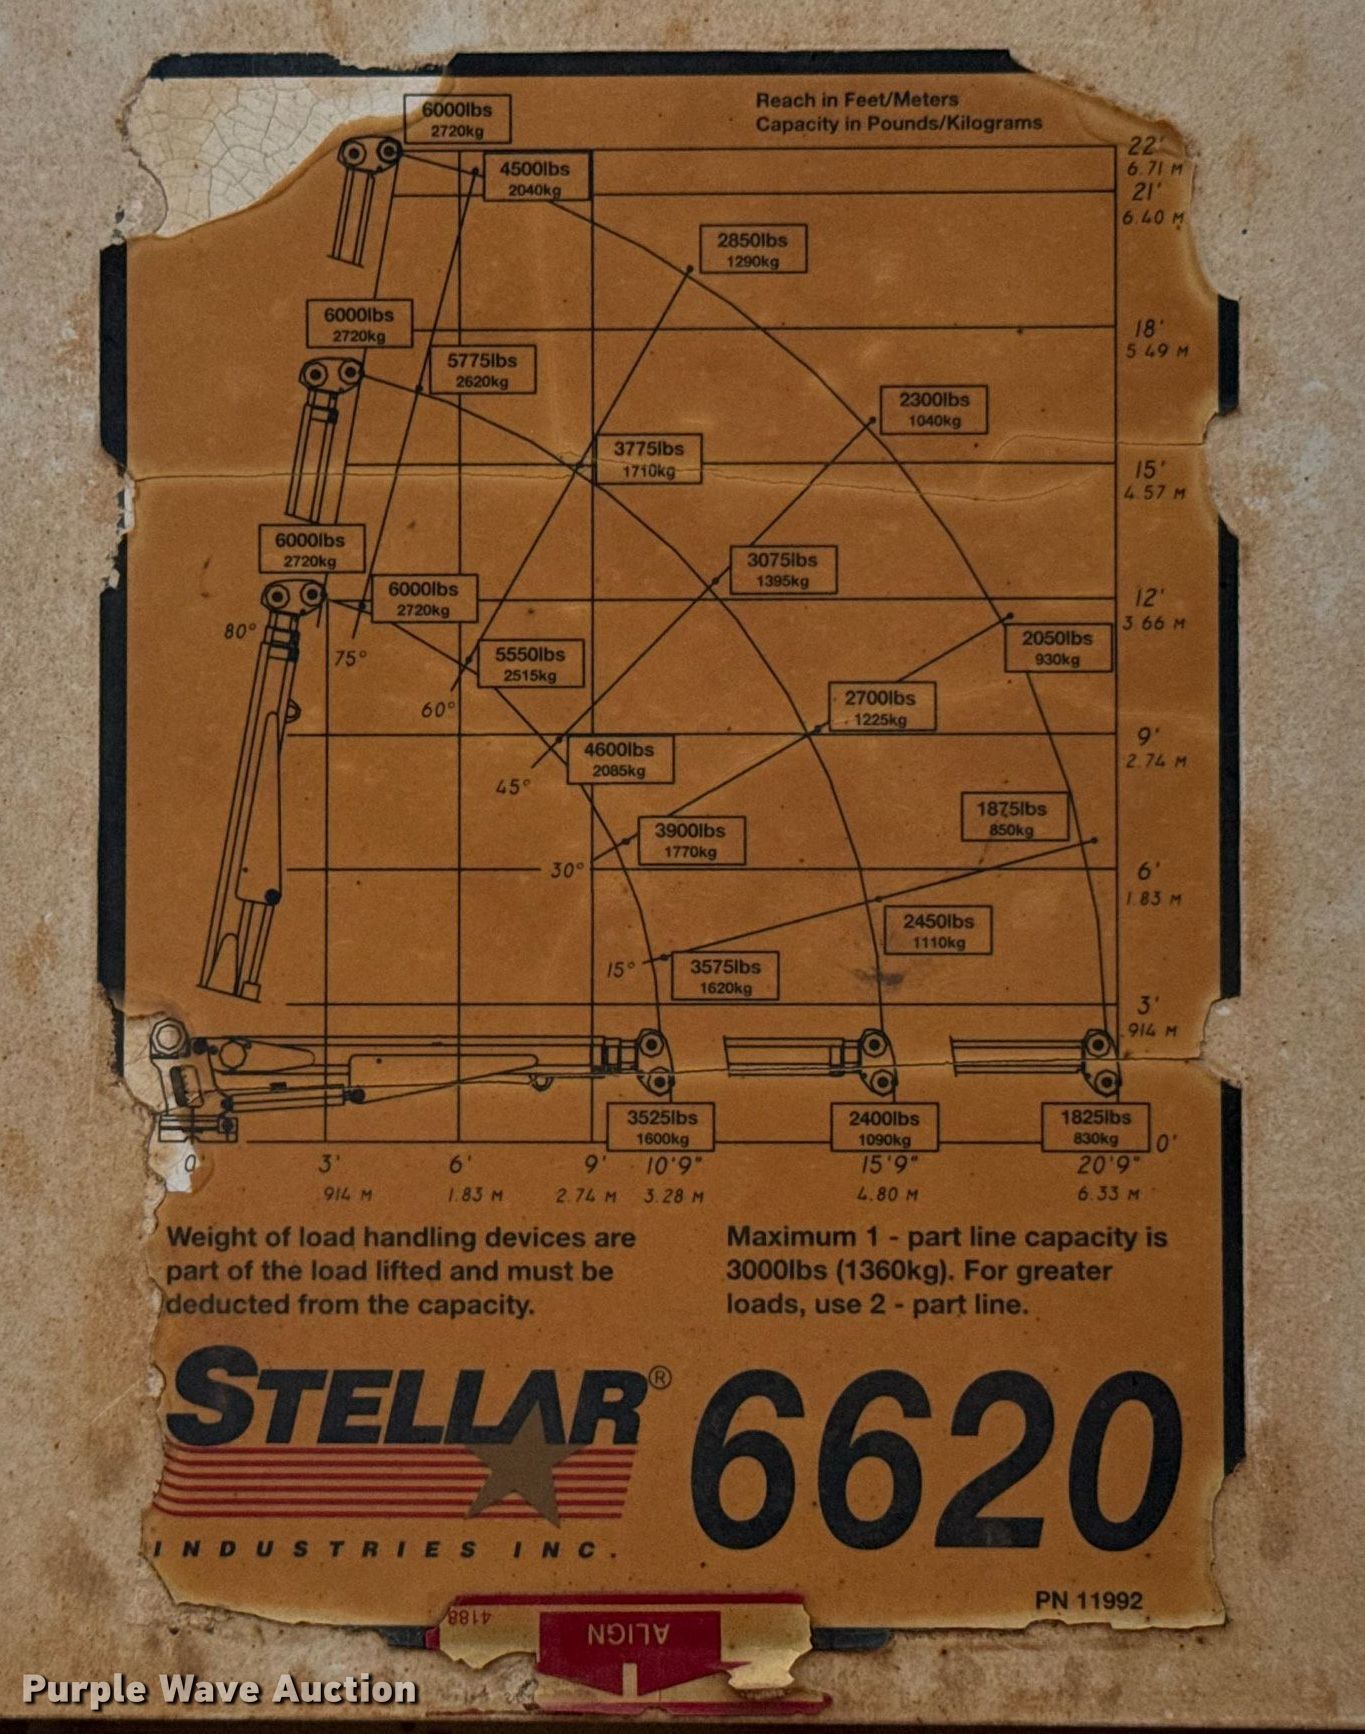 Reach in Feet/Meters
Capacity in Pounds/Kilograms
6000lbs
2720kg
4500lbs
2040kg
22'
6.71 M
21'
6.40 M
2850lbs
1290kg
6000lbs
2720kg
18'
5.49 M
5775lbs
2620kg
2300lbs
1040kg
3775lbs
1710kg
15'
4.57 M
6000lbs
2720kg
3075lbs
1395kg
6000lbs
2720kg
12'
3.66 M
80°
75°
2050lbs
930kg
5550lbs
2515kg
60°
2700lbs
1225kg
9'
2.74 M
4600lbs
2085kg
45°
1875lbs
850kg
3900lbs
1770kg
30°
6'
1.83 M
2450lbs
1110kg
15°
3575lbs
1620kg
3'
.914 M
3525lbs
1600kg
2400lbs
1090kg
1825lbs
830kg
0'
0' 3' 6' 9' 10'9" 15'9" 20'9"
.914 M 1.83 M 2.74 M 3.28 M 4.80 M 6.33 M
Weight of load handling devices are
part of the load lifted and must be
deducted from the capacity.
Maximum 1 - part line capacity is
3000lbs (1360kg). For greater
loads, use 2 - part line.
STELLAR®
INDUSTRIES INC.
6620
PN 11992
4188
ALIGN
Purple Wave Auction